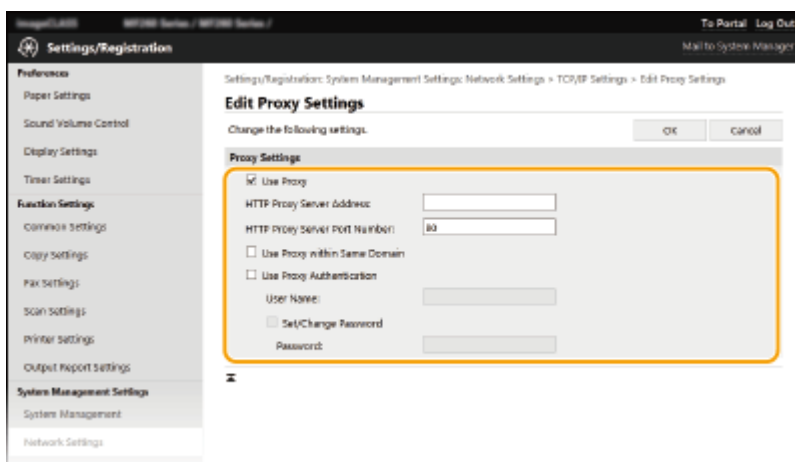 To Portal Log Out
Settings/Registration
Mail to System Manager
Preferences
Paper Settings
Sound Volume Control
Display Settings
Timer Settings
Function Settings
Common Settings
Copy Settings
Fax Settings
Scan Settings
Printer Settings
Output Report Settings
System Management Settings
System Management
Network Settings
Settings/Registration: System Management Settings: Network Settings > TCP/IP Settings > Edit Proxy Settings
Edit Proxy Settings
Change the following settings.
OK
Cancel
Proxy Settings
Use Proxy
HTTP Proxy Server Address:
HTTP Proxy Server Port Number:
80
Use Proxy within Same Domain
Use Proxy Authentication
User Name:
Set/Change Password
Password: